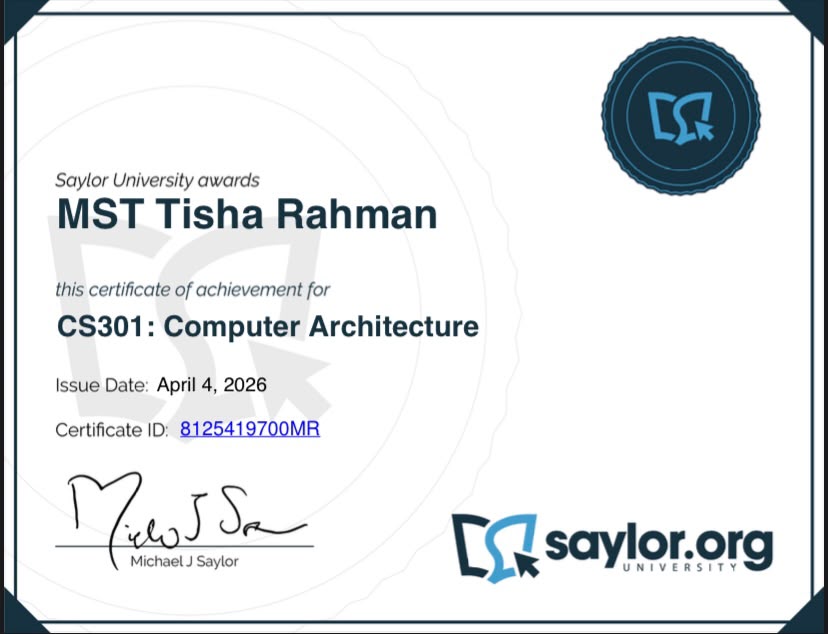 Saylor University awards
MST Tisha Rahman
this certificate of achievement for
CS301: Computer Architecture
Issue Date: April 4, 2026
Certificate ID: 8125419700MR
Michael J Saylor
saylor.org
UNIVERSITY